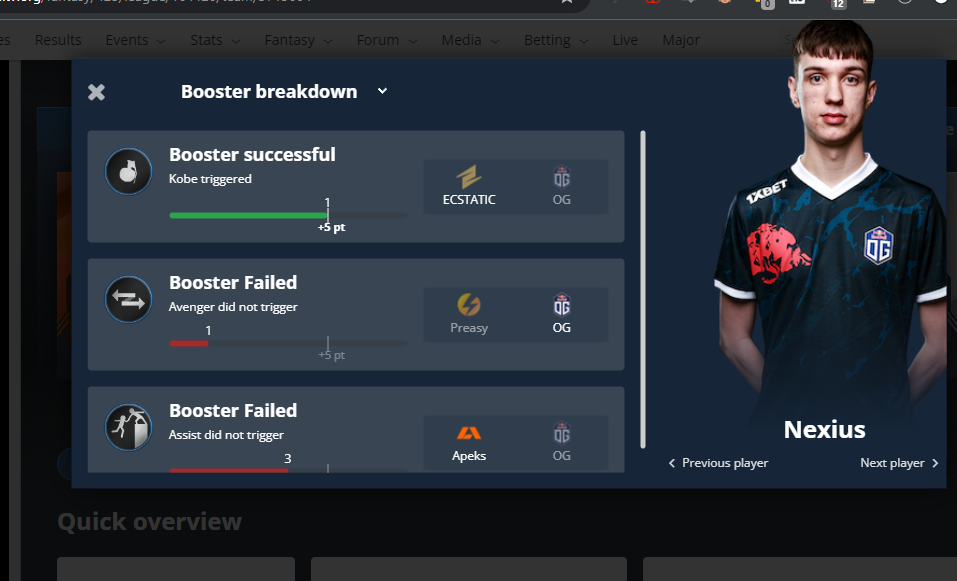 Results
Events
Stats
Fantasy
Forum
Media
Betting
Live
Major
0
12
Booster breakdown
Booster successful
Kobe triggered
1
+5 pt
ECSTATIC
OG
Booster Failed
Avenger did not trigger
1
+5 pt
Preasy
OG
Booster Failed
Assist did not trigger
3
Apeks
OG
1XBET
OG
Nexius
Previous player
Next player
Quick overview